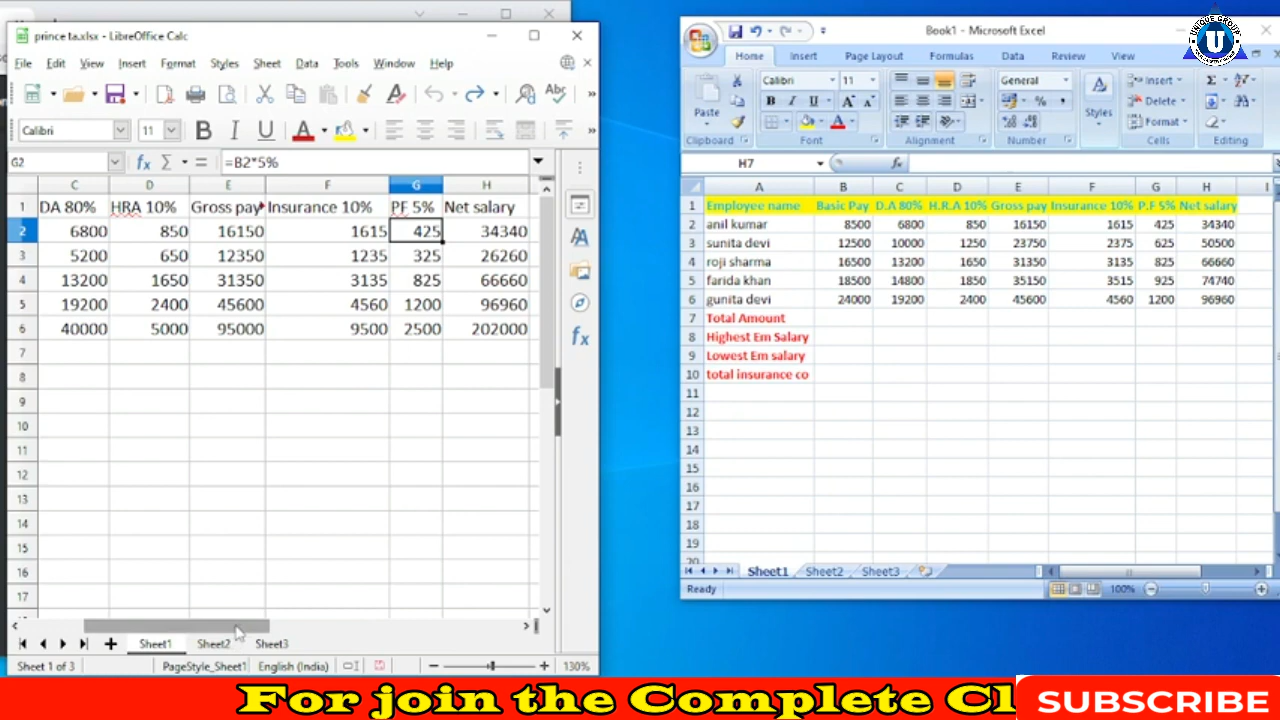 prince ta.xlsx - LibreOffice Calc
File Edit View Insert Format Styles Sheet Data Tools Window Help
Calibri 11 B I U A
G2 fx Σ = =B2*5%
C D E F G H
1 DA 80% HRA 10% Gross pay Insurance 10% PF 5% Net salary
2 6800 850 16150 1615 425 34340
3 5200 650 12350 1235 325 26260
4 13200 1650 31350 3135 825 66660
5 19200 2400 45600 4560 1200 96960
6 40000 5000 95000 9500 2500 202000
7
8
9
10
11
12
13
14
15
16
17
Sheet1 Sheet2 Sheet3
Sheet 1 of 3 PageStyle_Sheet1 English (India) 130%
Book1 - Microsoft Excel
UNIQUE GROUP
U
Home Insert Page Layout Formulas Data Review View
Paste Calibri 11 General Styles Insert
B I U A A % , Delete
A Format
Clipboard Font Alignment Number Cells Editing
H7 fx
A B C D E F G H I
1 Employee name Basic Pay D.A 80% H.R.A 10% Gross pay Insurance 10% P.F 5% Net salary
2 anil kumar 8500 6800 850 16150 1615 425 34340
3 sunita devi 12500 10000 1250 23750 2375 625 50500
4 roji sharma 16500 13200 1650 31350 3135 825 66660
5 farida khan 18500 14800 1850 35150 3515 925 74740
6 gunita devi 24000 19200 2400 45600 4560 1200 96960
7 Total Amount
8 Highest Em Salary
9 Lowest Em salary
10 total insurance co
11
12
13
14
15
16
17
18
19
20
Sheet1 Sheet2 Sheet3
Ready 100%
For join the Complete Cl
SUBSCRIBE